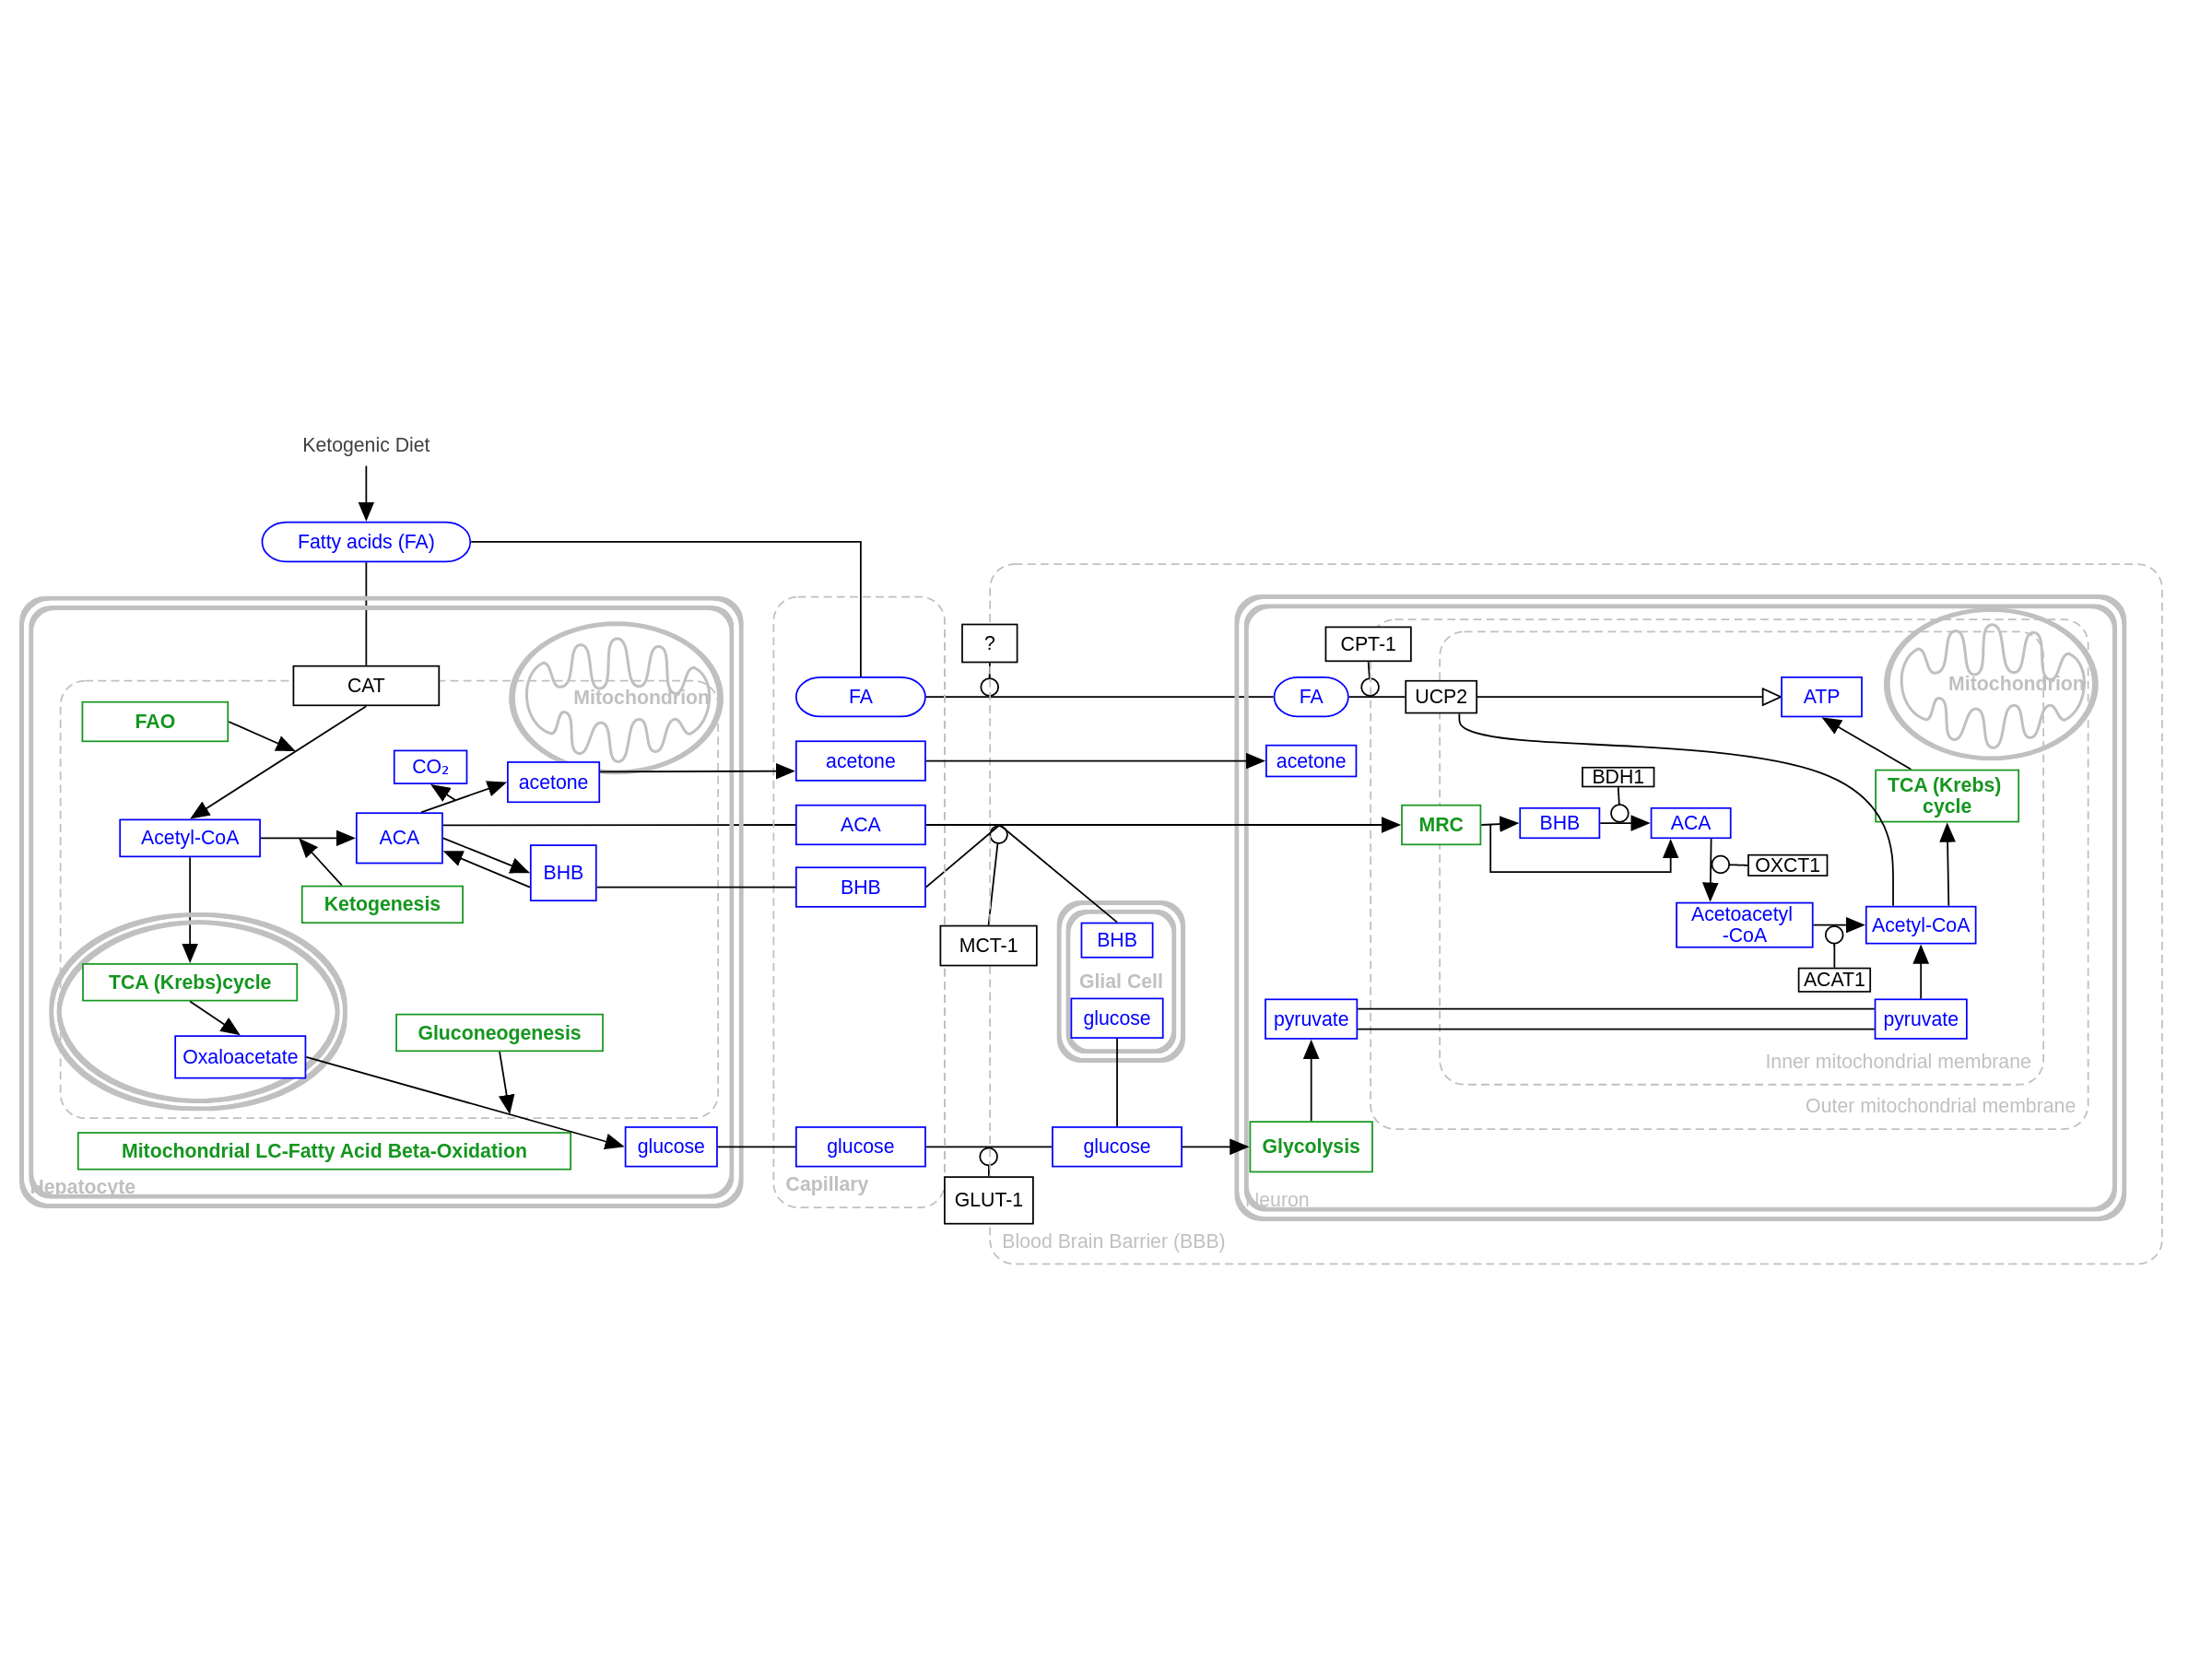 Ketogenic Diet
Fatty acids (FA)
CAT
FAO
Mitochondrion
CO₂
acetone
Acetyl-CoA
ACA
BHB
Ketogenesis
TCA (Krebs)cycle
Oxaloacetate
Gluconeogenesis
Mitochondrial LC-Fatty Acid Beta-Oxidation
glucose
Hepatocyte
FA
acetone
ACA
BHB
glucose
Capillary
?
MCT-1
GLUT-1
BHB
Glial Cell
glucose
glucose
Blood Brain Barrier (BBB)
CPT-1
FA
UCP2
ATP
Mitochondrion
acetone
BDH1
TCA (Krebs)
cycle
MRC
BHB
ACA
OXCT1
Acetoacetyl
-CoA
Acetyl-CoA
ACAT1
pyruvate
pyruvate
Inner mitochondrial membrane
Outer mitochondrial membrane
Glycolysis
Neuron